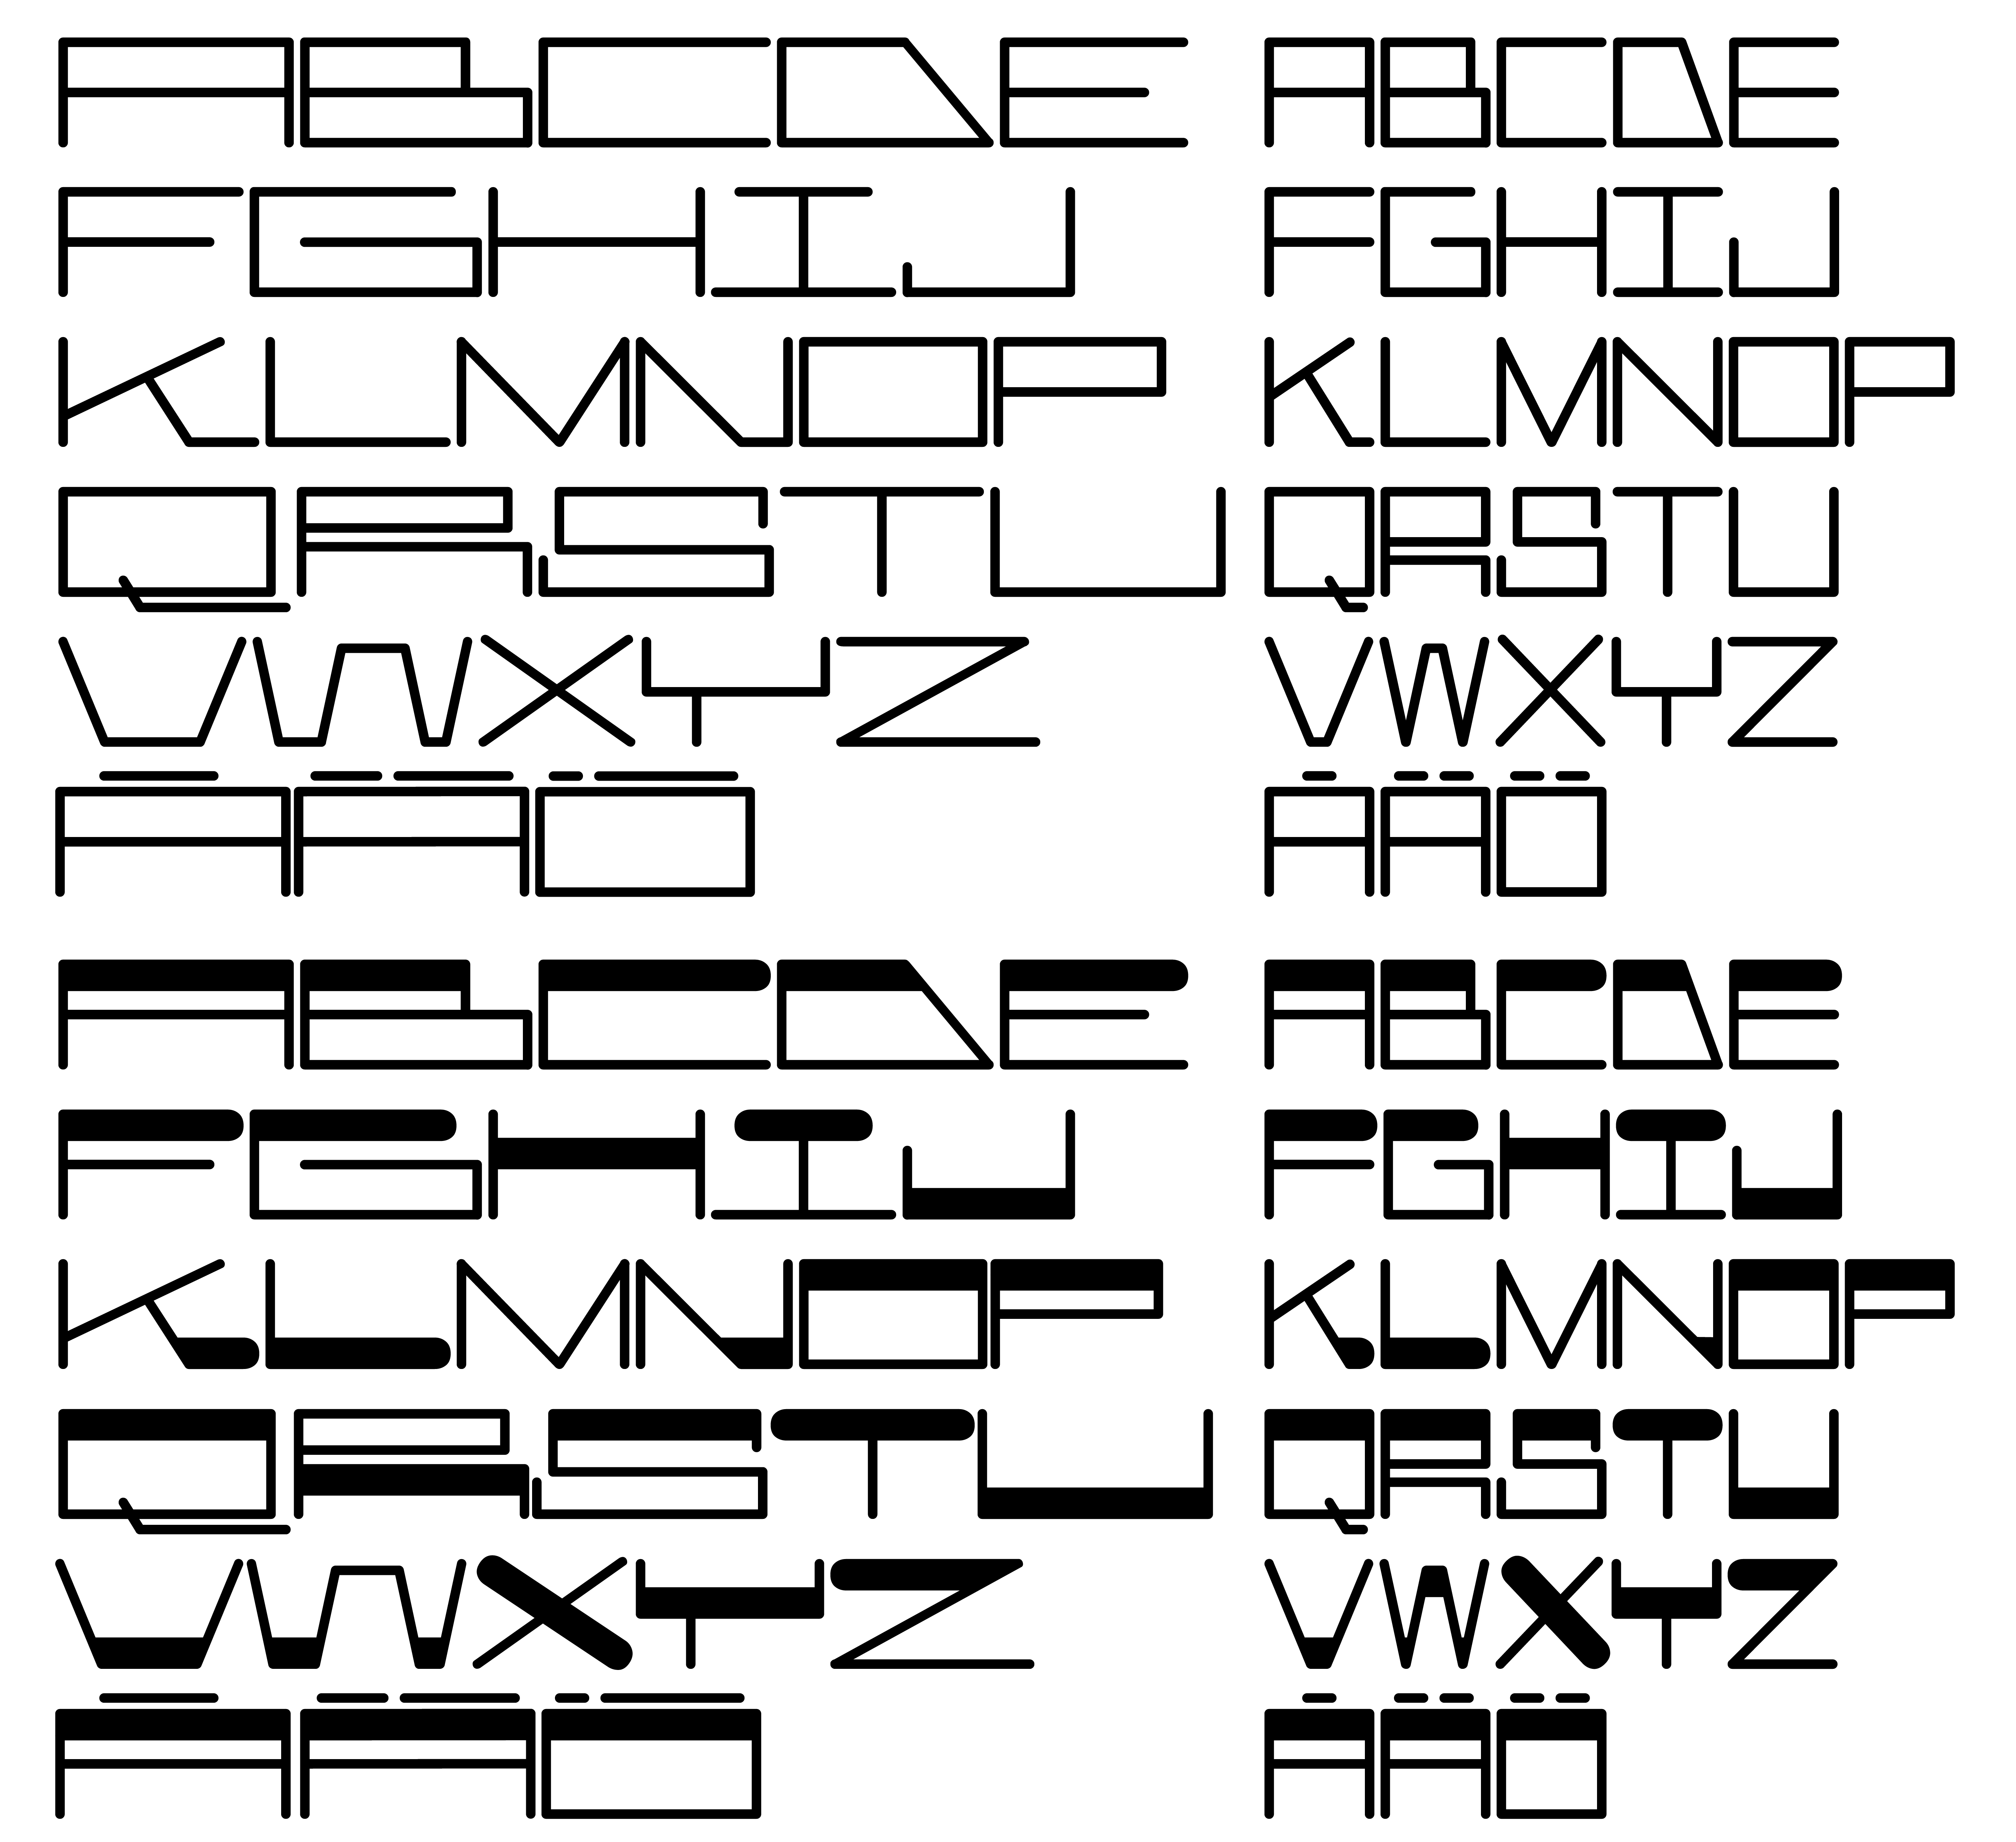 ABCDE ABCDE
FGHIJ FGHIJ
KLMNOP KLMNOP
QRSTU QRSTU
VWXYZ VWXYZ
ÅÄÖ ÅÄÖ
ABCDE ABCDE
FGHIJ FGHIJ
KLMNOP KLMNOP
QRSTU QRSTU
VWXYZ VWXYZ
ÅÄÖ ÅÄÖ